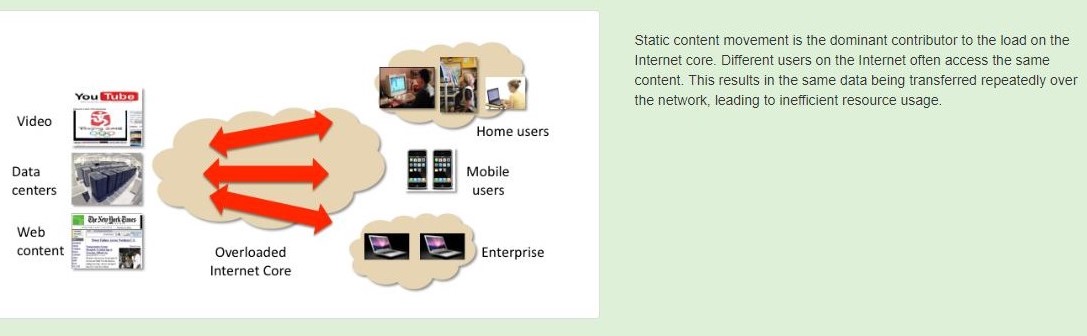 You Tube
Video
Data
centers
The New York Times
Web
content
Overloaded
Internet Core
Home users
Mobile
users
Enterprise
Static content movement is the dominant contributor to the load on the
Internet core. Different users on the Internet often access the same
content. This results in the same data being transferred repeatedly over
the network, leading to inefficient resource usage.